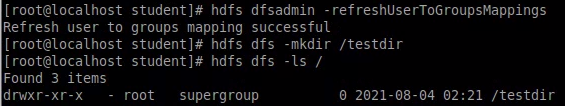 [root@localhost student]# hdfs dfsadmin -refreshUserToGroupsMappings
Refresh user to groups mapping successful
[root@localhost student]# hdfs dfs -mkdir /testdir
[root@localhost student]# hdfs dfs -ls /
Found 3 items
drwxr-xr-x   - root   supergroup          0 2021-08-04 02:21 /testdir